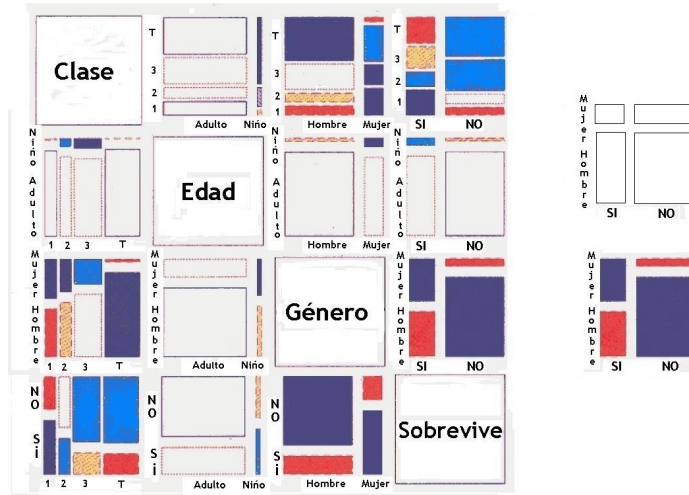 T
3
2
1
Clase
Adulto
Niño
Hombre
Mujer
SI
NO
Niño Adulto
Edad
1
2
3
T
Niño Adulto
Hombre
Mujer
Niño Adulto
SI
NO
Mujer Hombre
SI
NO
Mujer Hombre
1
2
3
T
Mujer Hombre
Adulto
Niño
Género
Mujer Hombre
SI
NO
Mujer Hombre
SI
NO
NO Si
1
2
3
T
NO Si
Adulto
Niño
NO Si
Hombre
Mujer
Sobrevive
T
3
2
1
T
3
2
1